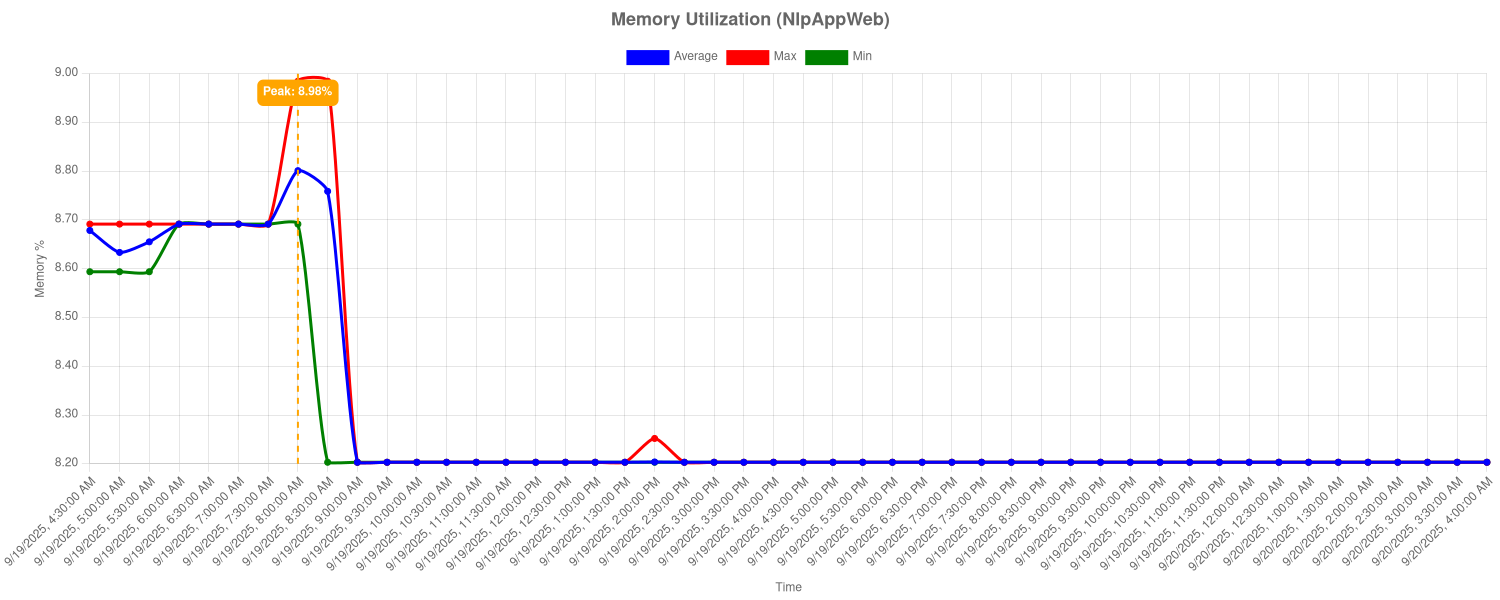 Memory Utilization (NlpAppWeb)
Average Max Min
9.00
Peak: 8.98%
8.90
8.80
8.70
8.60
8.50
8.40
8.30
8.20
Memory %
9/19/2025, 4:30:00 AM
9/19/2025, 5:00:00 AM
9/19/2025, 5:30:00 AM
9/19/2025, 6:00:00 AM
9/19/2025, 6:30:00 AM
9/19/2025, 7:00:00 AM
9/19/2025, 7:30:00 AM
9/19/2025, 8:00:00 AM
9/19/2025, 8:30:00 AM
9/19/2025, 9:00:00 AM
9/19/2025, 9:30:00 AM
9/19/2025, 10:00:00 AM
9/19/2025, 10:30:00 AM
9/19/2025, 11:00:00 AM
9/19/2025, 11:30:00 AM
9/19/2025, 12:00:00 PM
9/19/2025, 12:30:00 PM
9/19/2025, 1:00:00 PM
9/19/2025, 1:30:00 PM
9/19/2025, 2:00:00 PM
9/19/2025, 2:30:00 PM
9/19/2025, 3:00:00 PM
9/19/2025, 3:30:00 PM
9/19/2025, 4:00:00 PM
9/19/2025, 4:30:00 PM
9/19/2025, 5:00:00 PM
9/19/2025, 5:30:00 PM
9/19/2025, 6:00:00 PM
9/19/2025, 6:30:00 PM
9/19/2025, 7:00:00 PM
9/19/2025, 7:30:00 PM
9/19/2025, 8:00:00 PM
9/19/2025, 8:30:00 PM
9/19/2025, 9:00:00 PM
9/19/2025, 9:30:00 PM
9/19/2025, 10:00:00 PM
9/19/2025, 10:30:00 PM
9/19/2025, 11:00:00 PM
9/19/2025, 11:30:00 PM
9/20/2025, 12:00:00 AM
9/20/2025, 12:30:00 AM
9/20/2025, 1:00:00 AM
9/20/2025, 1:30:00 AM
9/20/2025, 2:00:00 AM
9/20/2025, 2:30:00 AM
9/20/2025, 3:00:00 AM
9/20/2025, 3:30:00 AM
9/20/2025, 4:00:00 AM
Time